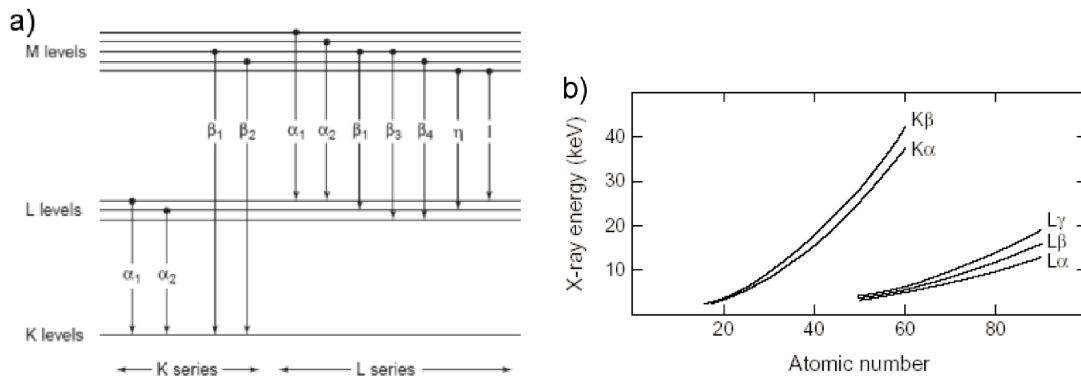 a)
M levels
β₁ β₂ α₁ α₂ β₁ β₃ β₄ η l
L levels
α₁ α₂
K levels
K series L series
b)
X-ray energy (keV)
40
30
20
10
20 40 60 80
Atomic number
Kβ
Kα
Lγ
Lβ
Lα